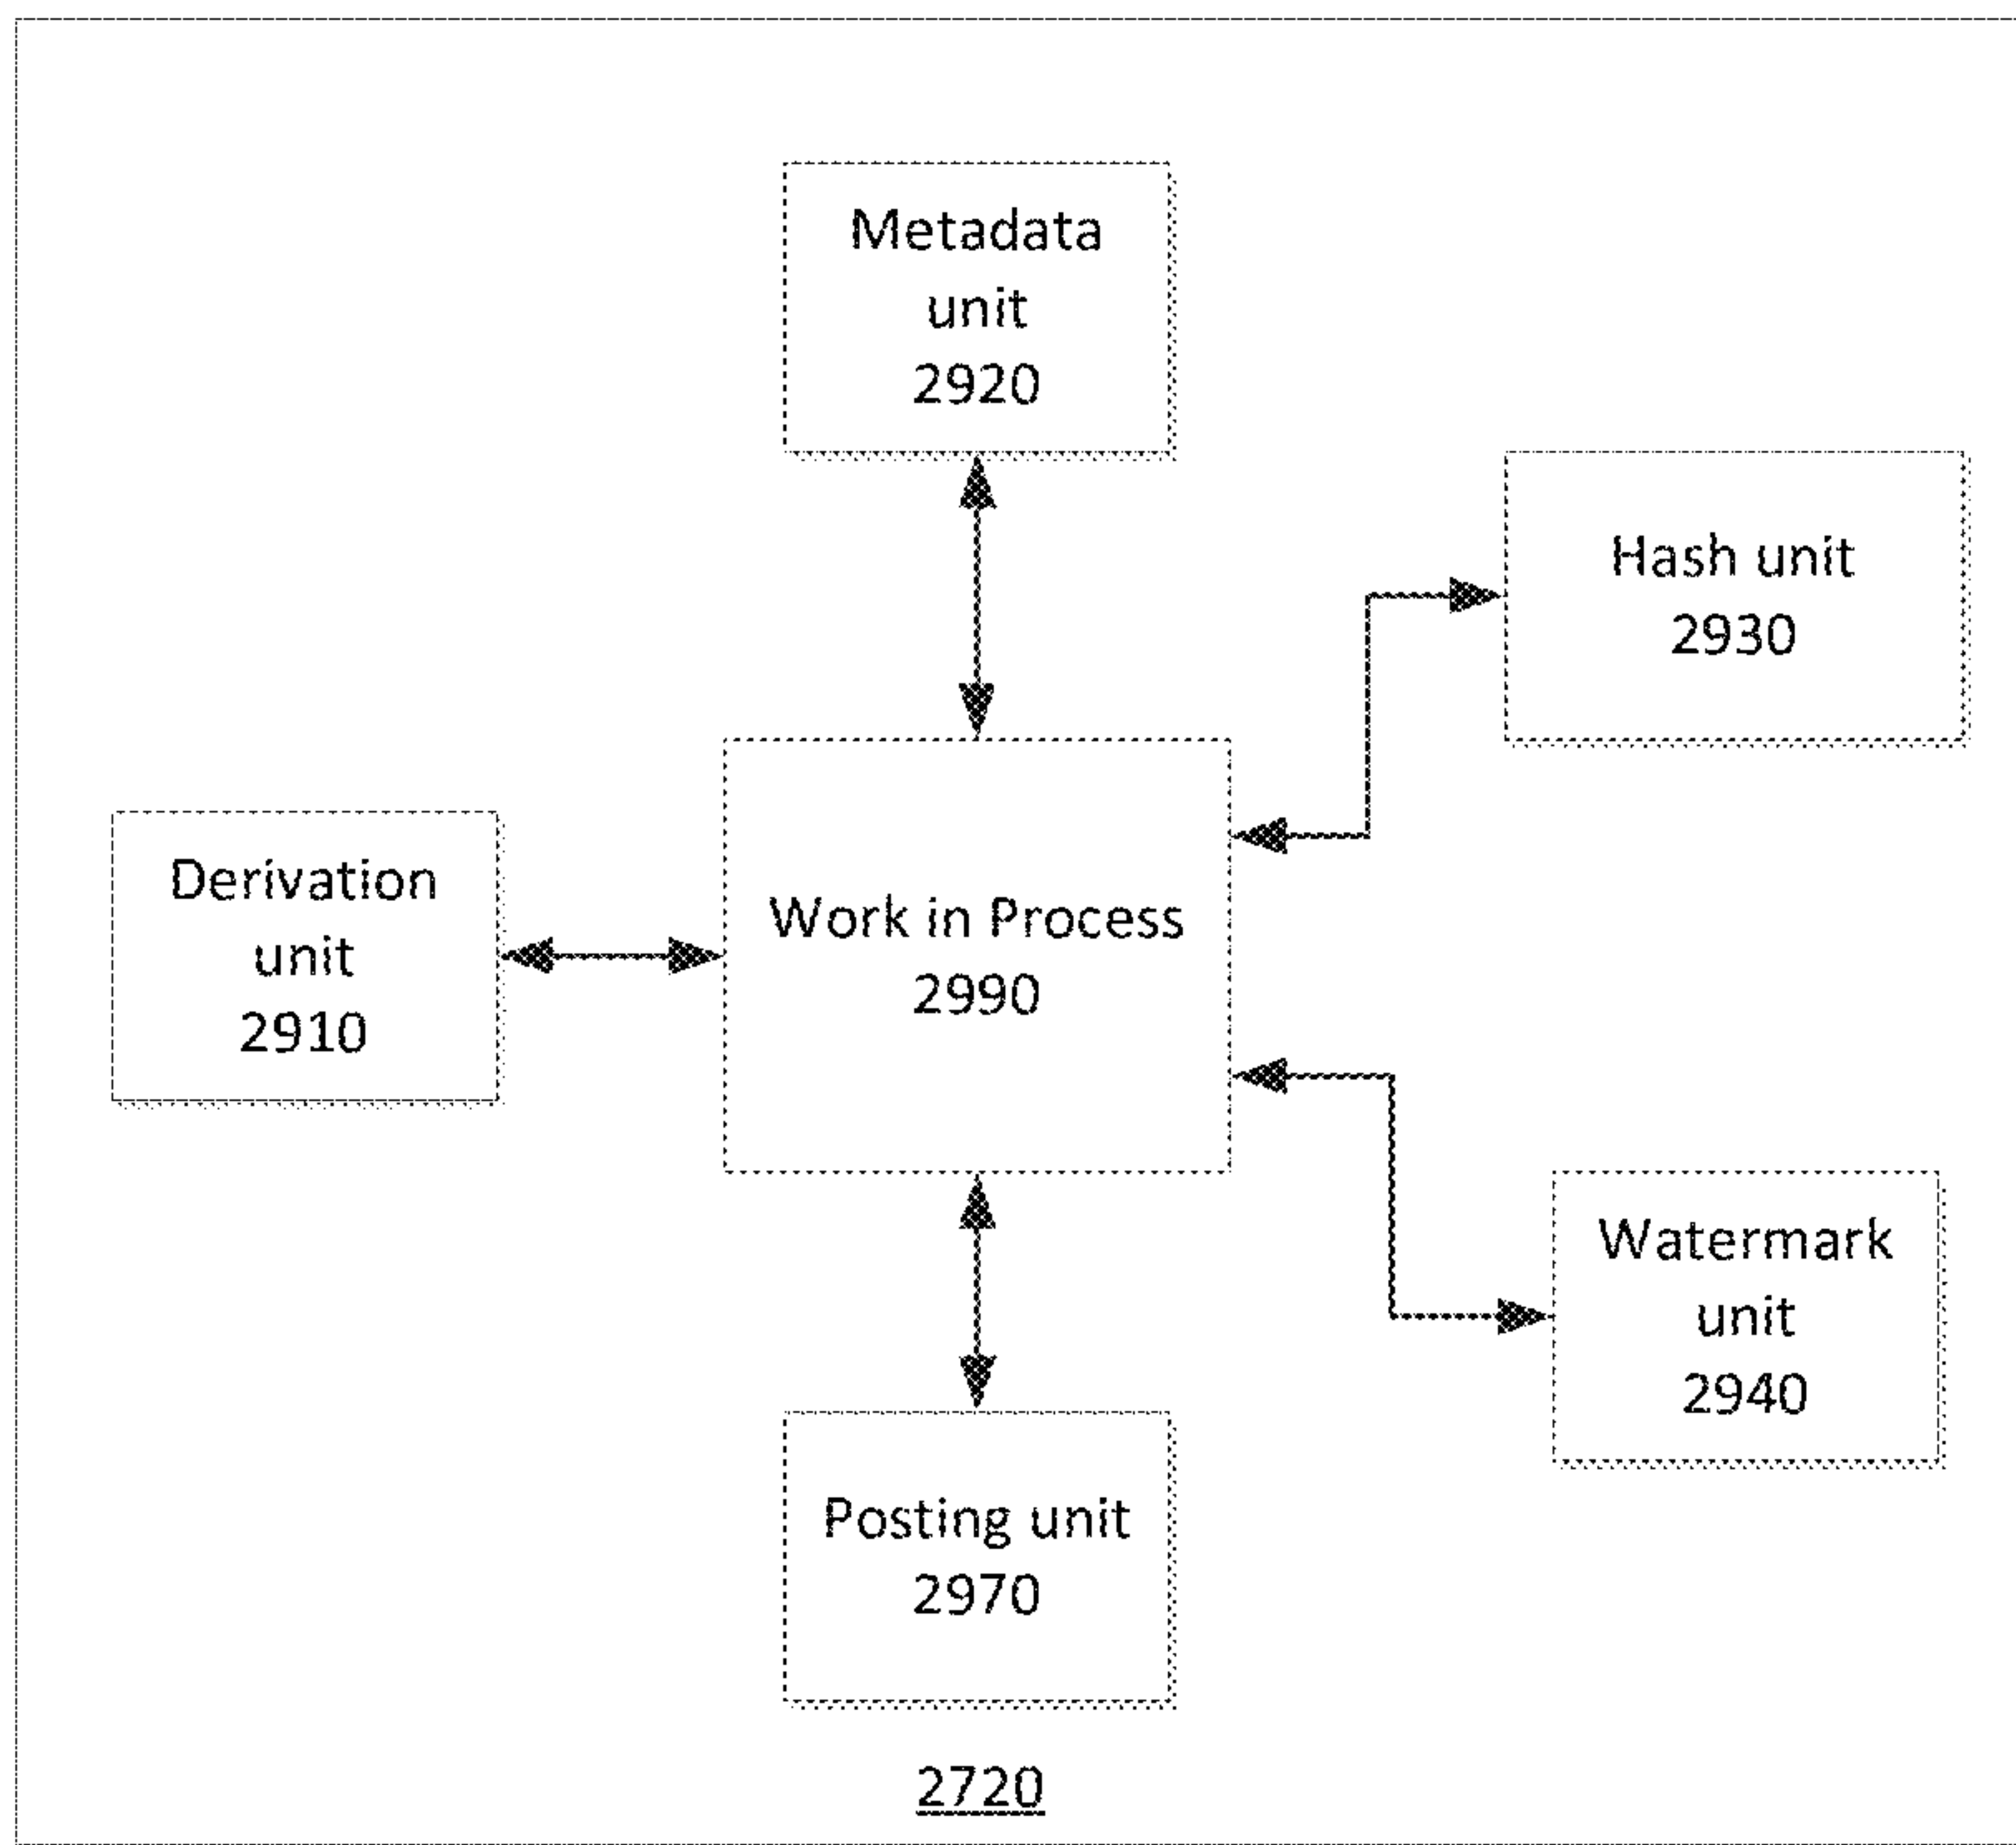 Metadata
unit
2920
Hash unit
2930
Derivation
unit
2910
Work in Process
2990
Watermark
unit
2940
Posting unit
2970
2720